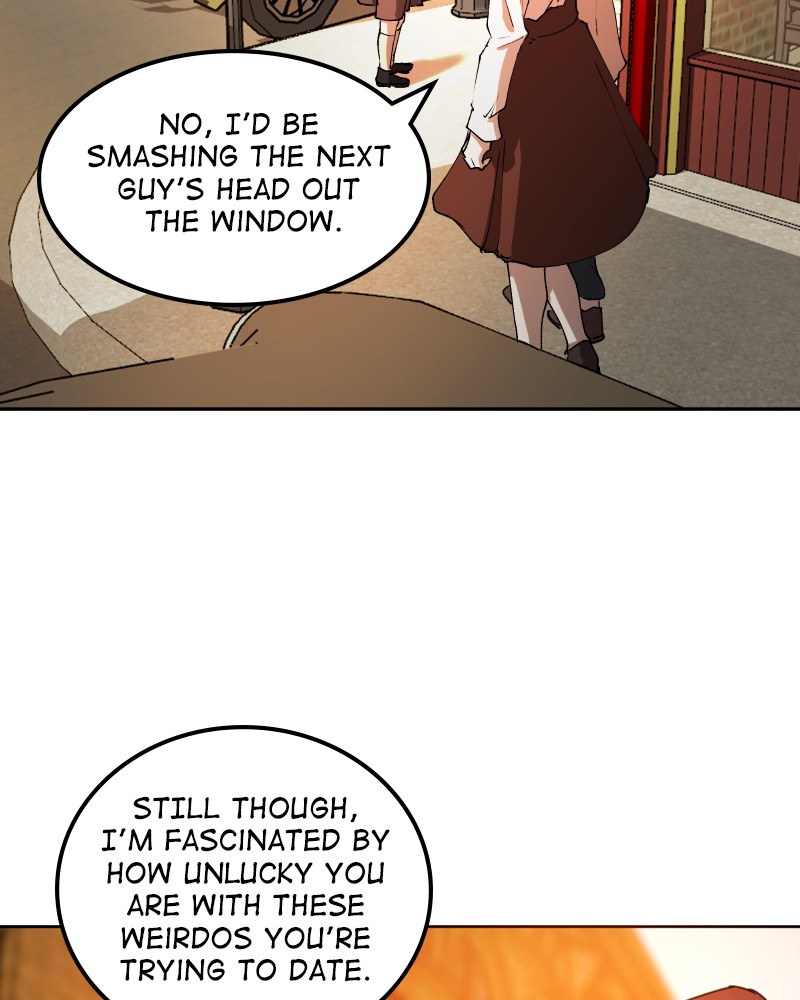 NO, I'D BE
SMASHING THE NEXT
GUY'S HEAD OUT
THE WINDOW.
STILL THOUGH,
I'M FASCINATED BY
HOW UNLUCKY YOU
ARE WITH THESE
WEIRDOS YOU'RE
TRYING TO DATE.